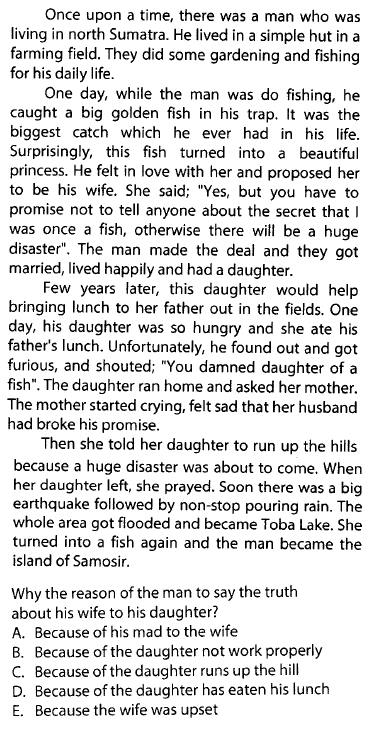 Once upon a time, there was a man who was
living in north Sumatra. He lived in a simple hut in a
farming field. They did some gardening and fishing
for his daily life.
One day, while the man was do fishing, he
caught a big golden fish in his trap. It was the
biggest catch which he ever had in his life.
Surprisingly, this fish turned into a beautiful
princess. He felt in love with her and proposed her
to be his wife. She said; "Yes, but you have to
promise not to tell anyone about the secret that I
was once a fish, otherwise there will be a huge
disaster". The man made the deal and they got
married, lived happily and had a daughter.
Few years later, this daughter would help
bringing lunch to her father out in the fields. One
day, his daughter was so hungry and she ate his
father's lunch. Unfortunately, he found out and got
furious, and shouted; "You damned daughter of a
fish". The daughter ran home and asked her mother.
The mother started crying, felt sad that her husband
had broke his promise.
Then she told her daughter to run up the hills
because a huge disaster was about to come. When
her daughter left, she prayed. Soon there was a big
earthquake followed by non-stop pouring rain. The
whole area got flooded and became Toba Lake. She
turned into a fish again and the man became the
island of Samosir.
Why the reason of the man to say the truth
about his wife to his daughter?
A. Because of his mad to the wife
B. Because of the daughter not work properly
C. Because of the daughter runs up the hill
D. Because of the daughter has eaten his lunch
E. Because the wife was upset